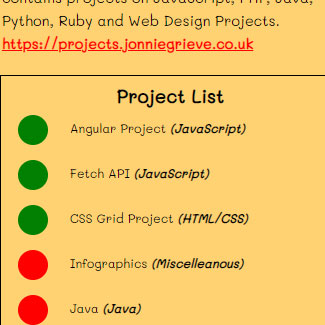 contains projects on JavaScript, PHP, Java,
Python, Ruby and Web Design Projects.
https://projects.jonniegrieve.co.uk
Project List
Angular Project (JavaScript)
Fetch API (JavaScript)
CSS Grid Project (HTML/CSS)
Infographics (Miscelleanous)
Java (Java)